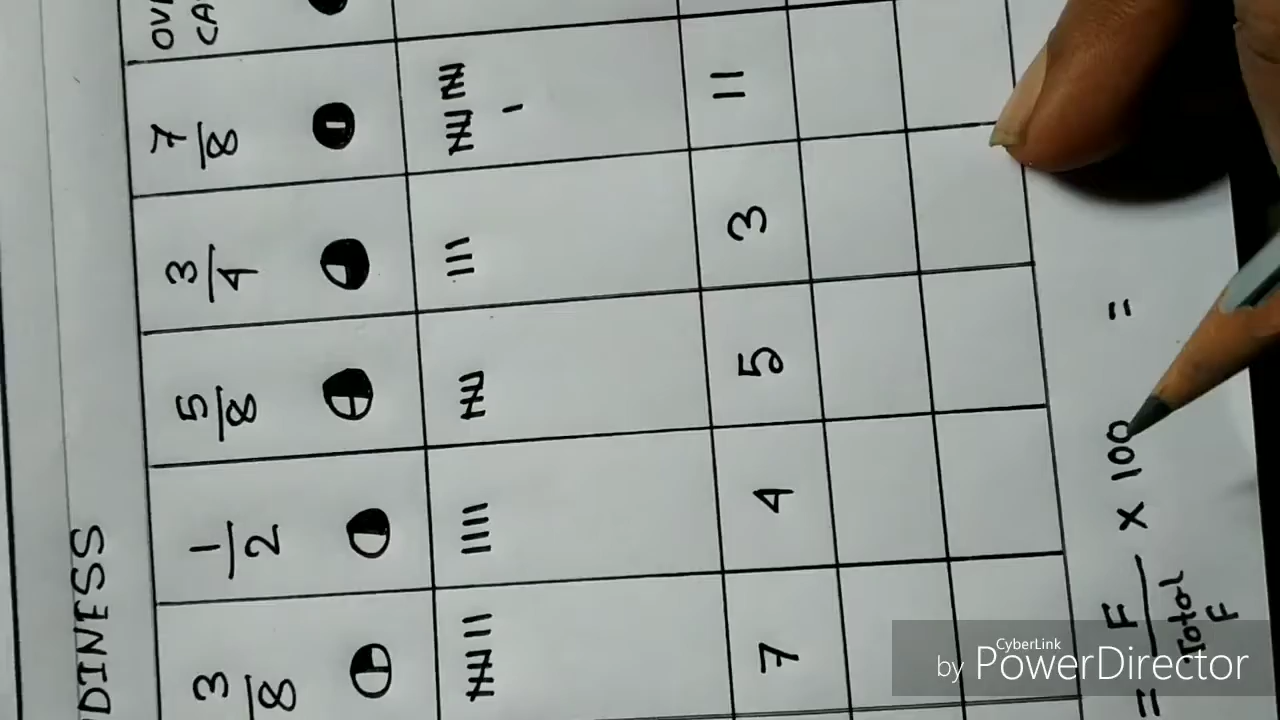 DINESS
3/8
7
1/2
4
5/8
5
3/4
3
7/8
11
OV
CA
= F/Total F X 100 =
CyberLink
by PowerDirector